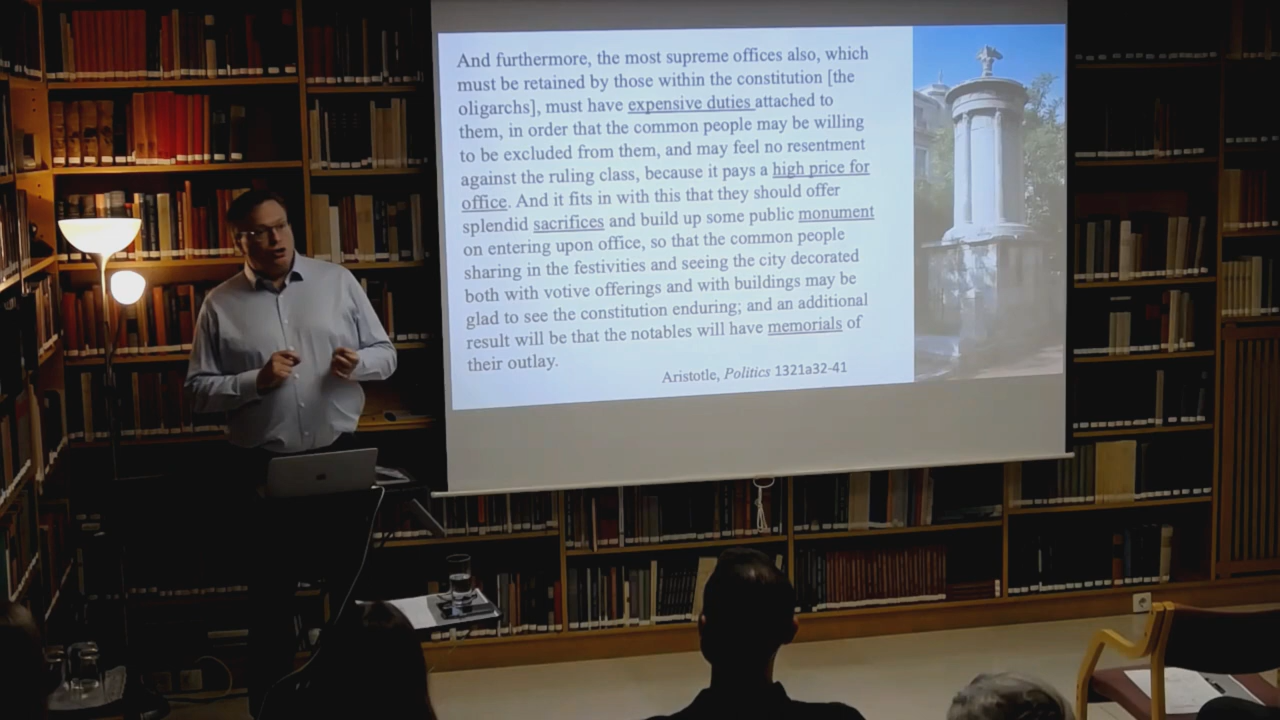 And furthermore, the most supreme offices also, which
must be retained by those within the constitution [the
oligarchs], must have expensive duties attached to
them, in order that the common people may be willing
to be excluded from them, and may feel no resentment
against the ruling class, because it pays a high price for
office. And it fits in with this that they should offer
splendid sacrifices and build up some public monument
on entering upon office, so that the common people
sharing in the festivities and seeing the city decorated
both with votive offerings and with buildings may be
glad to see the constitution enduring; and an additional
result will be that the notables will have memorials of
their outlay.
Aristotle, Politics 1321a32-41